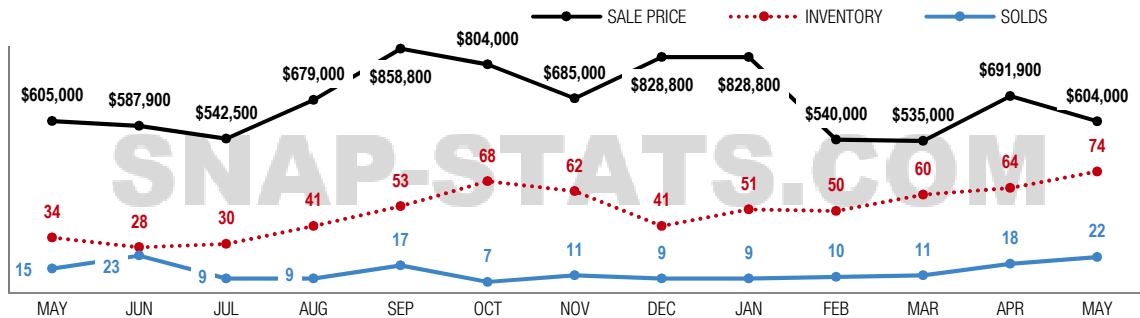 SALE PRICE INVENTORY SOLDS
$605,000 $587,900 $542,500 $679,000 $858,800 $804,000 $685,000 $828,800 $828,800 $540,000 $535,000 $691,900 $604,000
SNAP-STATS.COM
34 28 30 41 53 68 62 41 51 50 60 64 74
15 23 9 9 17 7 11 9 9 10 11 18 22
MAY JUN JUL AUG SEP OCT NOV DEC JAN FEB MAR APR MAY